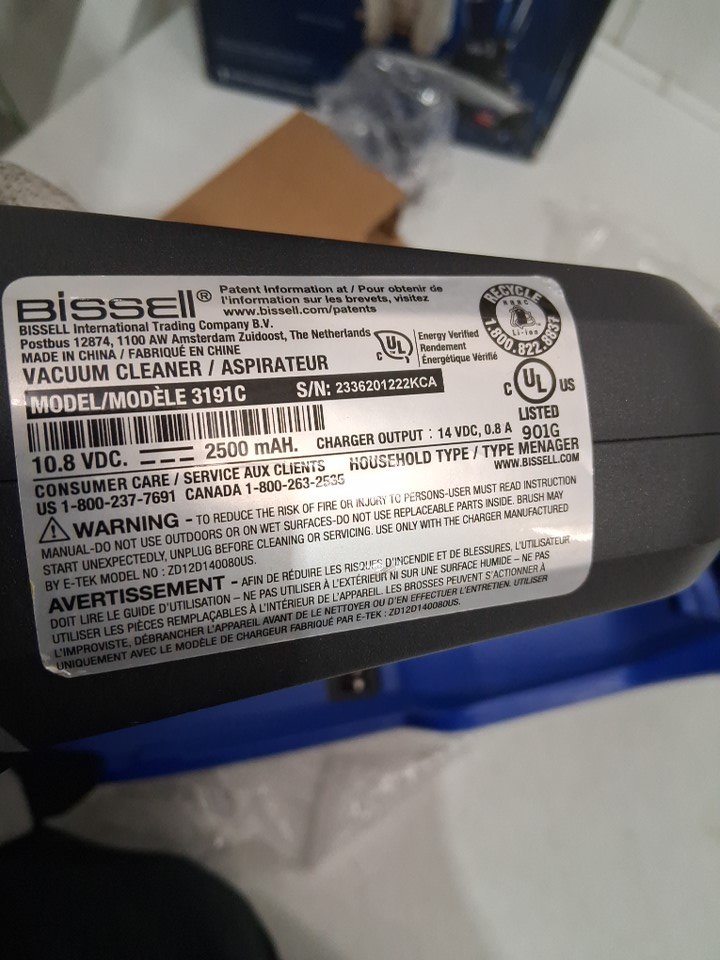 BISSELL®
Patent Information at / Pour obtenir de
l'information sur les brevets, visitez
www.bissell.com/patents
BISSELL International Trading Company B.V.
Postbus 12874, 1100 AW Amsterdam Zuidoost, The Netherlands
MADE IN CHINA / FABRIQUÉ EN CHINE
VACUUM CLEANER / ASPIRATEUR
C UL
Energy Verified
Rendement
Énergétique Vérifié
RECYCLE
RBRC
Li-ion
1.800.822.8837
MODEL/MODÈLE 3191C S/N: 2336201222KCA
C UL US
LISTED
901G
10.8 VDC. 2500 mAH. CHARGER OUTPUT : 14 VDC, 0.8 A
CONSUMER CARE / SERVICE AUX CLIENTS HOUSEHOLD TYPE / TYPE MENAGER
US 1-800-237-7691 CANADA 1-800-263-2535 WWW.BISSELL.COM
WARNING - TO REDUCE THE RISK OF FIRE OR INJURY TO PERSONS-USER MUST READ INSTRUCTION
MANUAL-DO NOT USE OUTDOORS OR ON WET SURFACES-DO NOT USE REPLACEABLE PARTS INSIDE. BRUSH MAY
START UNEXPECTEDLY, UNPLUG BEFORE CLEANING OR SERVICING. USE ONLY WITH THE CHARGER MANUFACTURED
BY E-TEK MODEL NO : ZD12D140080US.
AVERTISSEMENT - AFIN DE RÉDUIRE LES RISQUES D'INCENDIE ET DE BLESSURES, L'UTILISATEUR
DOIT LIRE LE GUIDE D'UTILISATION – NE PAS UTILISER À L'EXTÉRIEUR NI SUR UNE SURFACE HUMIDE – NE PAS
UTILISER LES PIÈCES REMPLAÇABLES À L'INTÉRIEUR DE L'APPAREIL. LES BROSSES PEUVENT S'ACTIONNER À
L'IMPROVISTE, DÉBRANCHER L'APPAREIL AVANT DE LE NETTOYER OU D'EN EFFECTUER L'ENTRETIEN. UTILISER
UNIQUEMENT AVEC LE MODÈLE DE CHARGEUR FABRIQUÉ PAR E-TEK : ZD12D140080US.